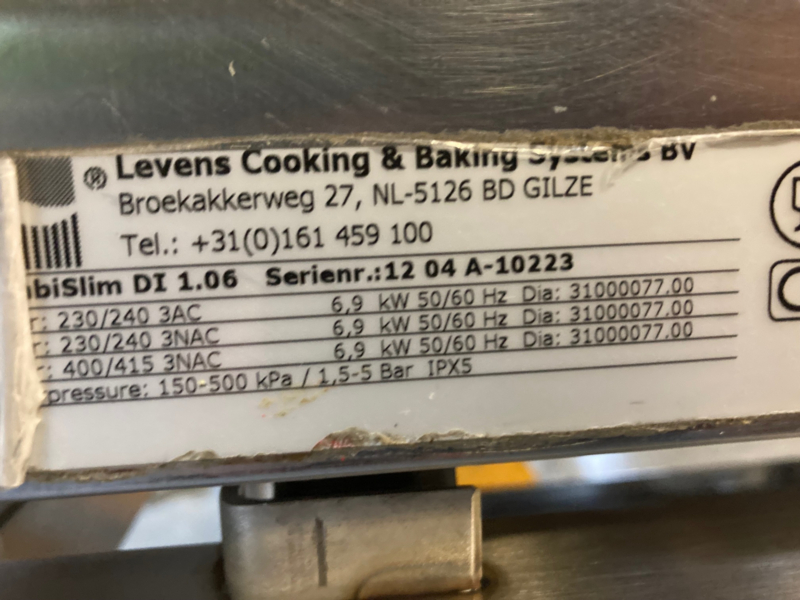 ® Levens Cooking & Baking Systems BV
Broekakkerweg 27, NL-5126 BD GILZE
Tel.: +31(0)161 459 100
biSlim DI 1.06 Serienr.:12 04 A-10223
r: 230/240 3AC 6,9 kW 50/60 Hz Dia: 31000077.00
r: 230/240 3NAC 6,9 kW 50/60 Hz Dia: 31000077.00
r: 400/415 3NAC 6,9 kW 50/60 Hz Dia: 31000077.00
pressure: 150-500 kPa / 1,5-5 Bar IPX5